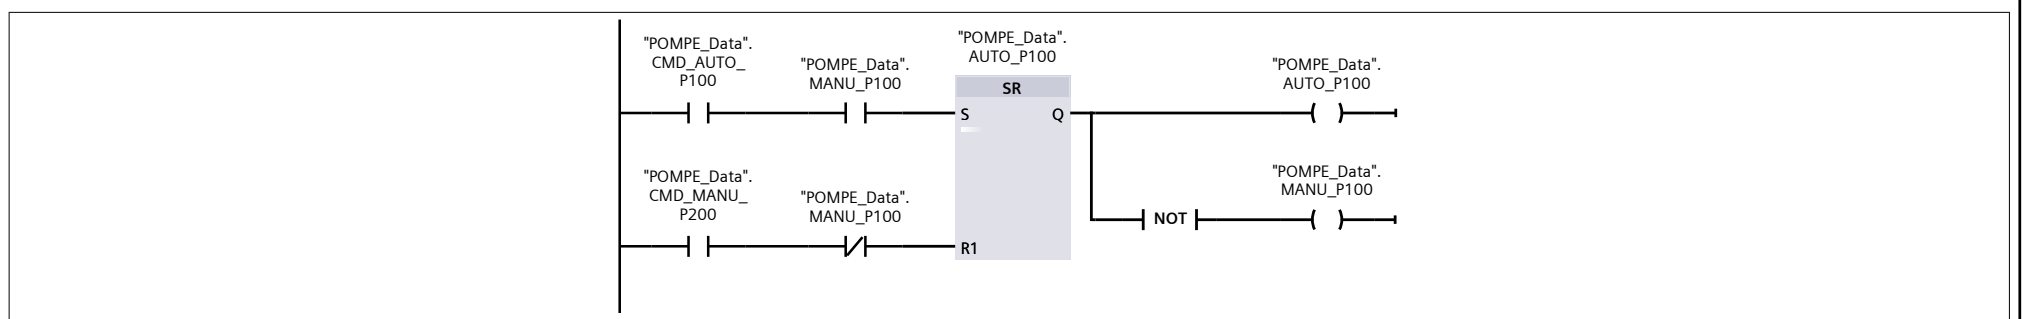 "POMPE_Data".
CMD_AUTO_
P100
"POMPE_Data".
MANU_P100
"POMPE_Data".
AUTO_P100
SR
S
Q
"POMPE_Data".
AUTO_P100
"POMPE_Data".
CMD_MANU_
P200
"POMPE_Data".
MANU_P100
R1
"POMPE_Data".
MANU_P100
NOT